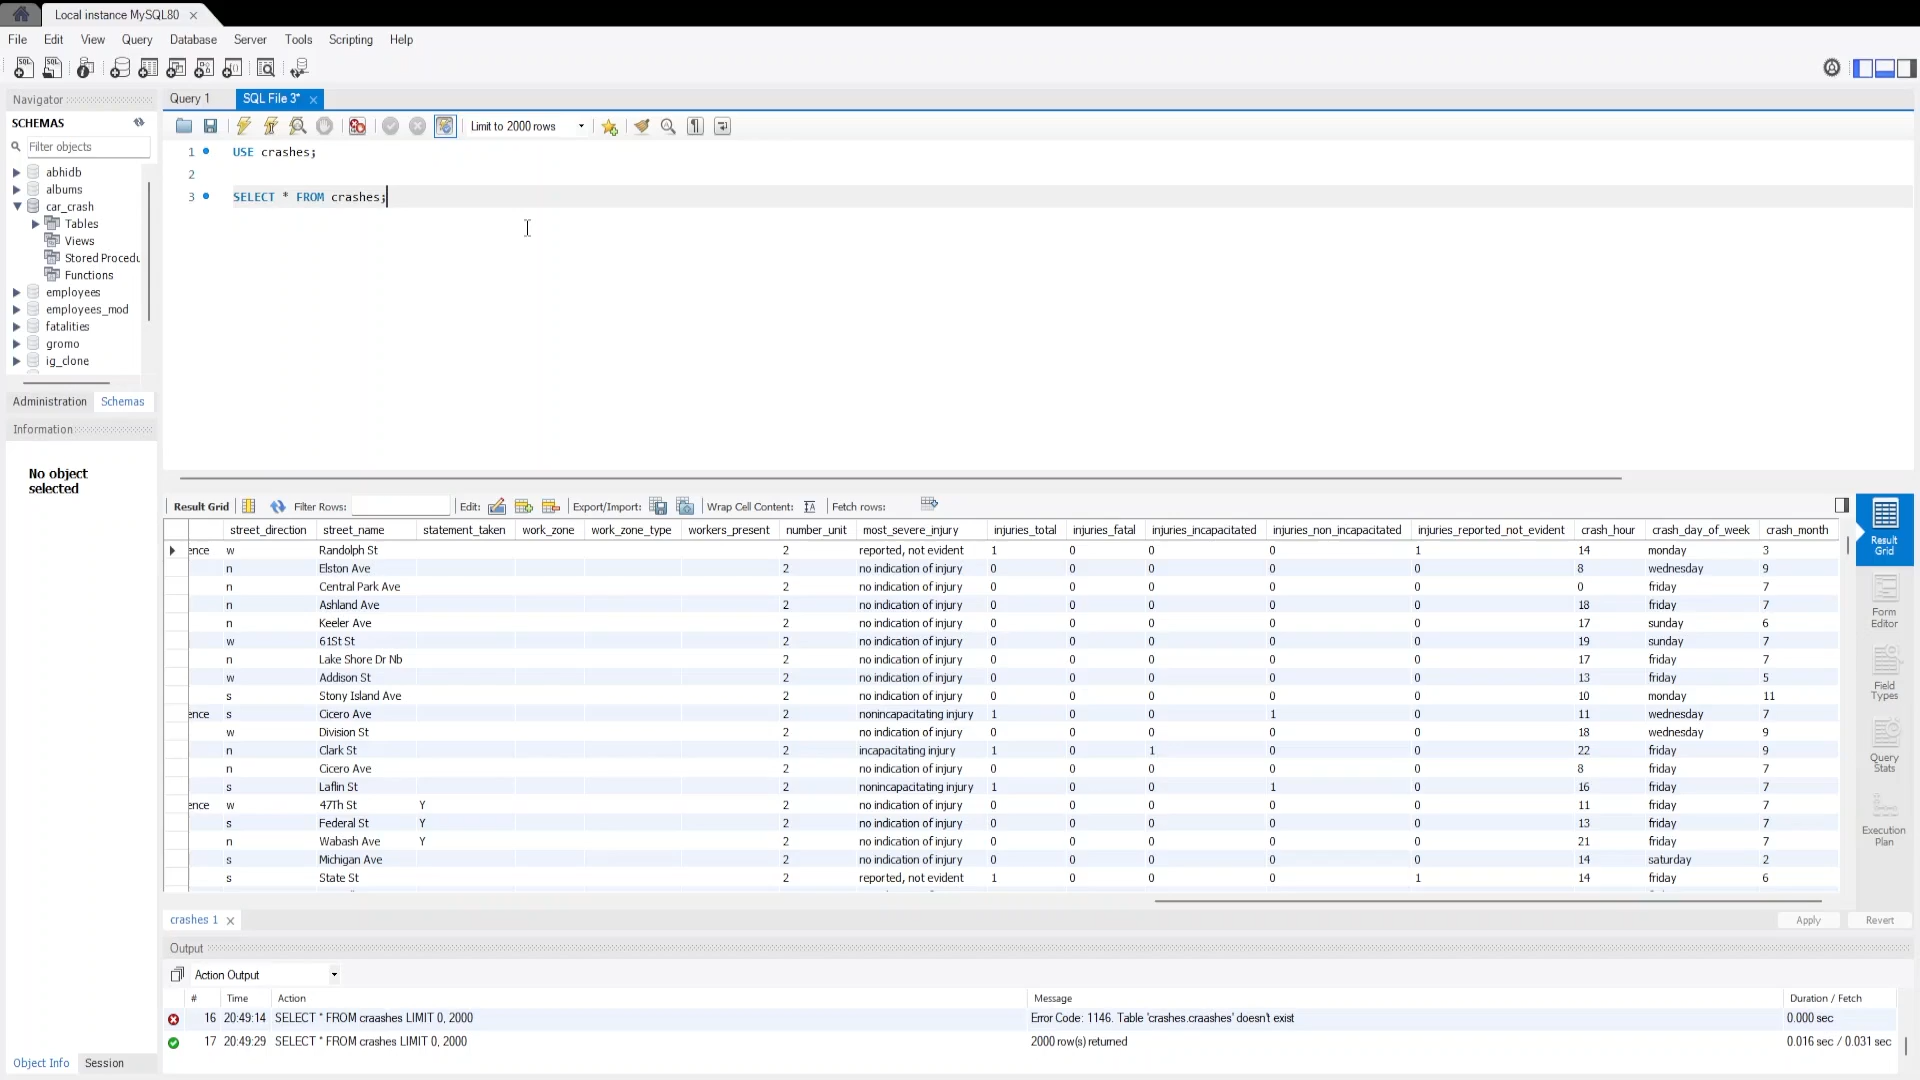 Local instance MySQL80
File Edit View Query Database Server Tools Scripting Help
Navigator
Query 1 SQL File 3*
SCHEMAS
Filter objects
abhidb
albums
car_crash
Tables
Views
Stored Procedu
Functions
employees
employees_mod
fatalities
gromo
ig_clone
Administration Schemas
Information
No object
selected
Object Info Session
Limit to 2000 rows
1 USE crashes;
2
3 SELECT * FROM crashes;
Result Grid Filter Rows: Edit: Export/Import: Wrap Cell Content: Fetch rows:
street_direction street_name statement_taken work_zone work_zone_type workers_present number_unit most_severe_injury injuries_total injuries_fatal injuries_incapacitated injuries_non_incapacitated injuries_reported_not_evident crash_hour crash_day_of_week crash_month
ence w Randolph St 2 reported, not evident 1 0 0 0 1 14 monday 3
n Elston Ave 2 no indication of injury 0 0 0 0 0 8 wednesday 9
n Central Park Ave 2 no indication of injury 0 0 0 0 0 0 friday 7
n Ashland Ave 2 no indication of injury 0 0 0 0 0 18 friday 7
n Keeler Ave 2 no indication of injury 0 0 0 0 0 17 sunday 6
w 61St St 2 no indication of injury 0 0 0 0 0 19 sunday 7
n Lake Shore Dr Nb 2 no indication of injury 0 0 0 0 0 17 friday 7
w Addison St 2 no indication of injury 0 0 0 0 0 13 friday 5
s Stony Island Ave 2 no indication of injury 0 0 0 0 0 10 monday 11
ence s Cicero Ave 2 nonincapacitating injury 1 0 0 1 0 11 wednesday 7
w Division St 2 no indication of injury 0 0 0 0 0 18 wednesday 9
n Clark St 2 incapacitating injury 1 0 1 0 0 22 friday 9
n Cicero Ave 2 no indication of injury 0 0 0 0 0 8 friday 7
s Laflin St 2 nonincapacitating injury 1 0 0 1 0 16 friday 7
ence w 47Th St Y 2 no indication of injury 0 0 0 0 0 11 friday 7
s Federal St Y 2 no indication of injury 0 0 0 0 0 13 friday 7
n Wabash Ave Y 2 no indication of injury 0 0 0 0 0 21 friday 7
s Michigan Ave 2 no indication of injury 0 0 0 0 0 14 saturday 2
s State St 2 reported, not evident 1 0 0 0 1 14 friday 6
Result
Grid
Form
Editor
Field
Types
Query
Stats
Execution
Plan
crashes 1 Apply Revert
Output
Action Output
# Time Action Message Duration / Fetch
16 20:49:14 SELECT * FROM craashes LIMIT 0, 2000 Error Code: 1146. Table 'crashes.craashes' doesn't exist 0.000 sec
17 20:49:29 SELECT * FROM crashes LIMIT 0, 2000 2000 row(s) returned 0.016 sec / 0.031 sec